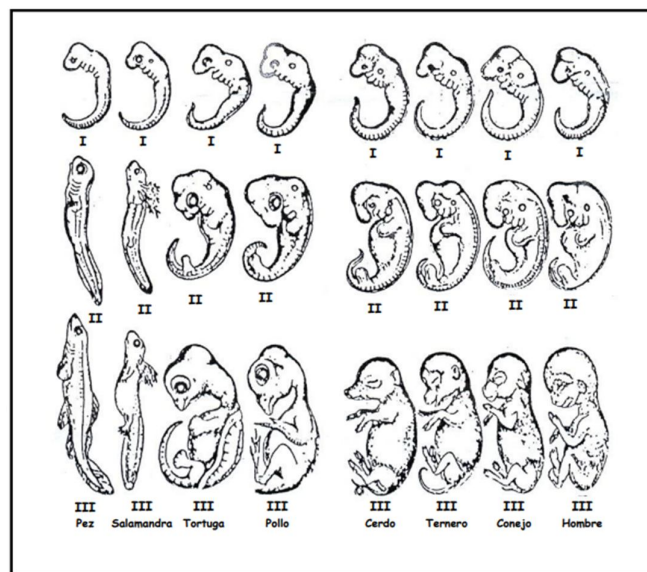 I I I I I I I I
II II II II II II II II
III III III III III III III III
Pez Salamandra Tortuga Pollo Cerdo Ternero Conejo Hombre